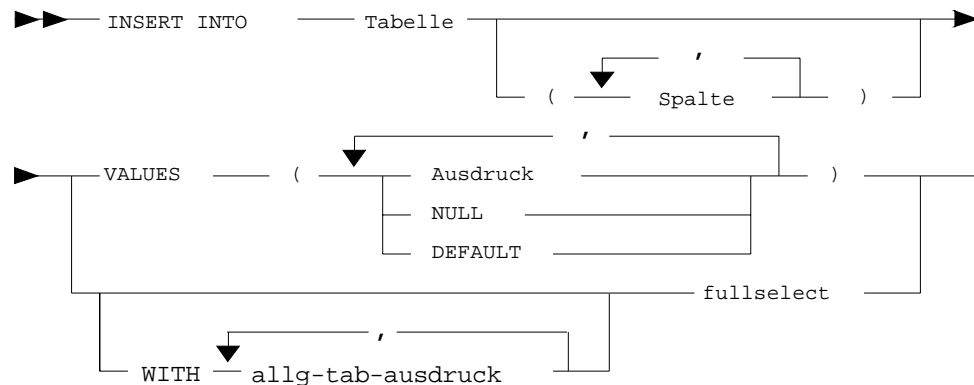 INSERT INTO Tabelle
,
( Spalte )
,
VALUES ( Ausdruck )
NULL
DEFAULT
fullselect
,
WITH allg-tab-ausdruck